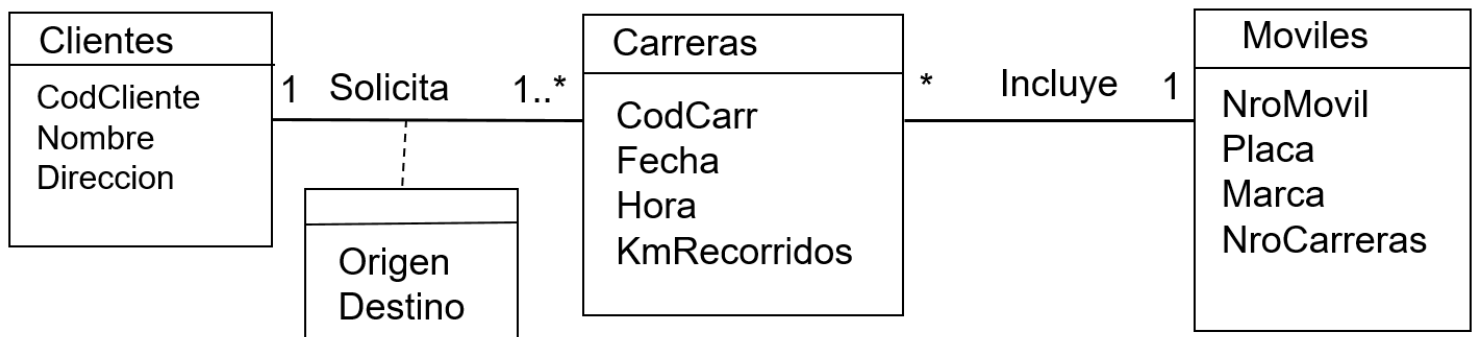 Clientes
CodCliente
Nombre
Direccion
1 Solicita 1..*
Origen
Destino
Carreras
CodCarr
Fecha
Hora
KmRecorridos
* Incluye 1
Moviles
NroMovil
Placa
Marca
NroCarreras